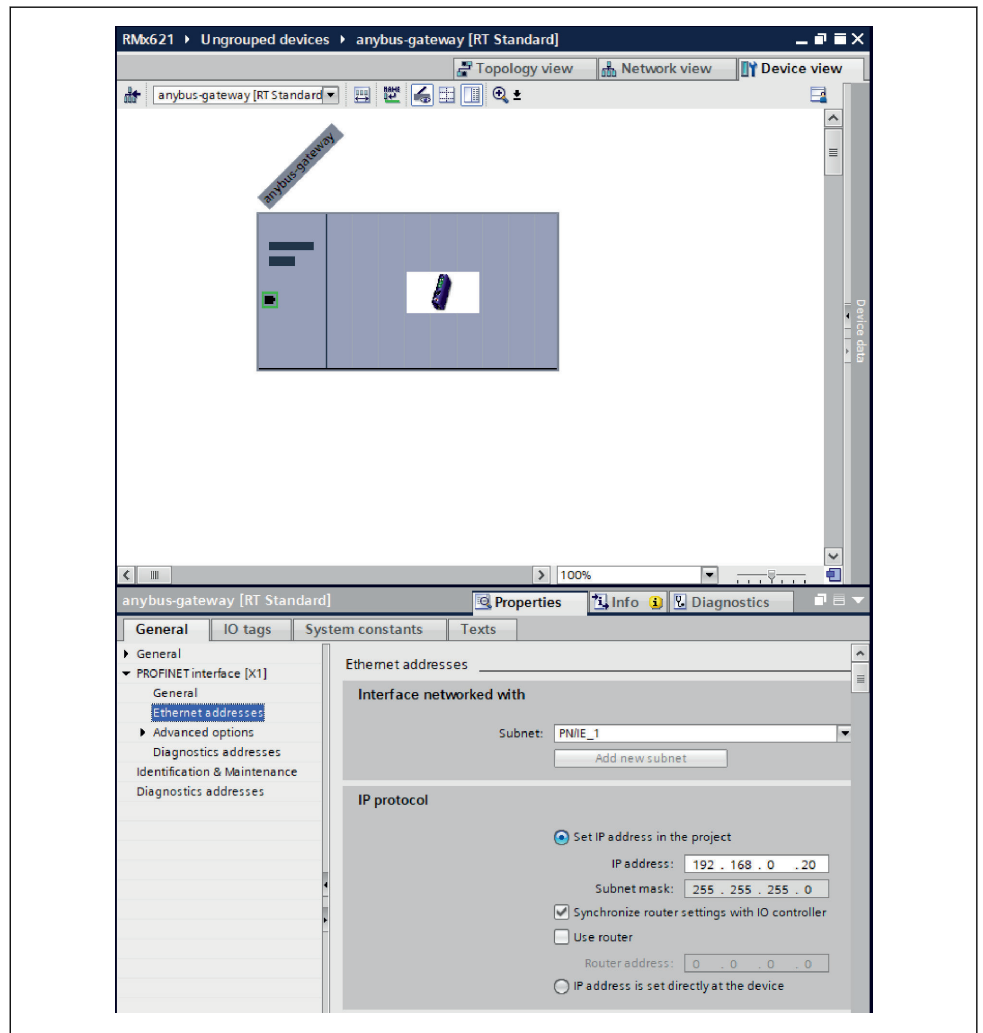 RMx621 ▸ Ungrouped devices ▸ anybus-gateway [RT Standard]
Topology view Network view Device view
anybus-gateway [RT Standard
anybus-gateway
Device data
100%
anybus-gateway [RT Standard]
Properties Info Diagnostics
General IO tags System constants Texts
General
PROFINET interface [X1]
General
Ethernet addresses
Advanced options
Diagnostics addresses
Identification & Maintenance
Diagnostics addresses
Ethernet addresses
Interface networked with
Subnet: PN/IE_1
Add new subnet
IP protocol
Set IP address in the project
IP address: 192 . 168 . 0 . 20
Subnet mask: 255 . 255 . 255 . 0
Synchronize router settings with IO controller
Use router
Router address: 0 . 0 . 0 . 0
IP address is set directly at the device